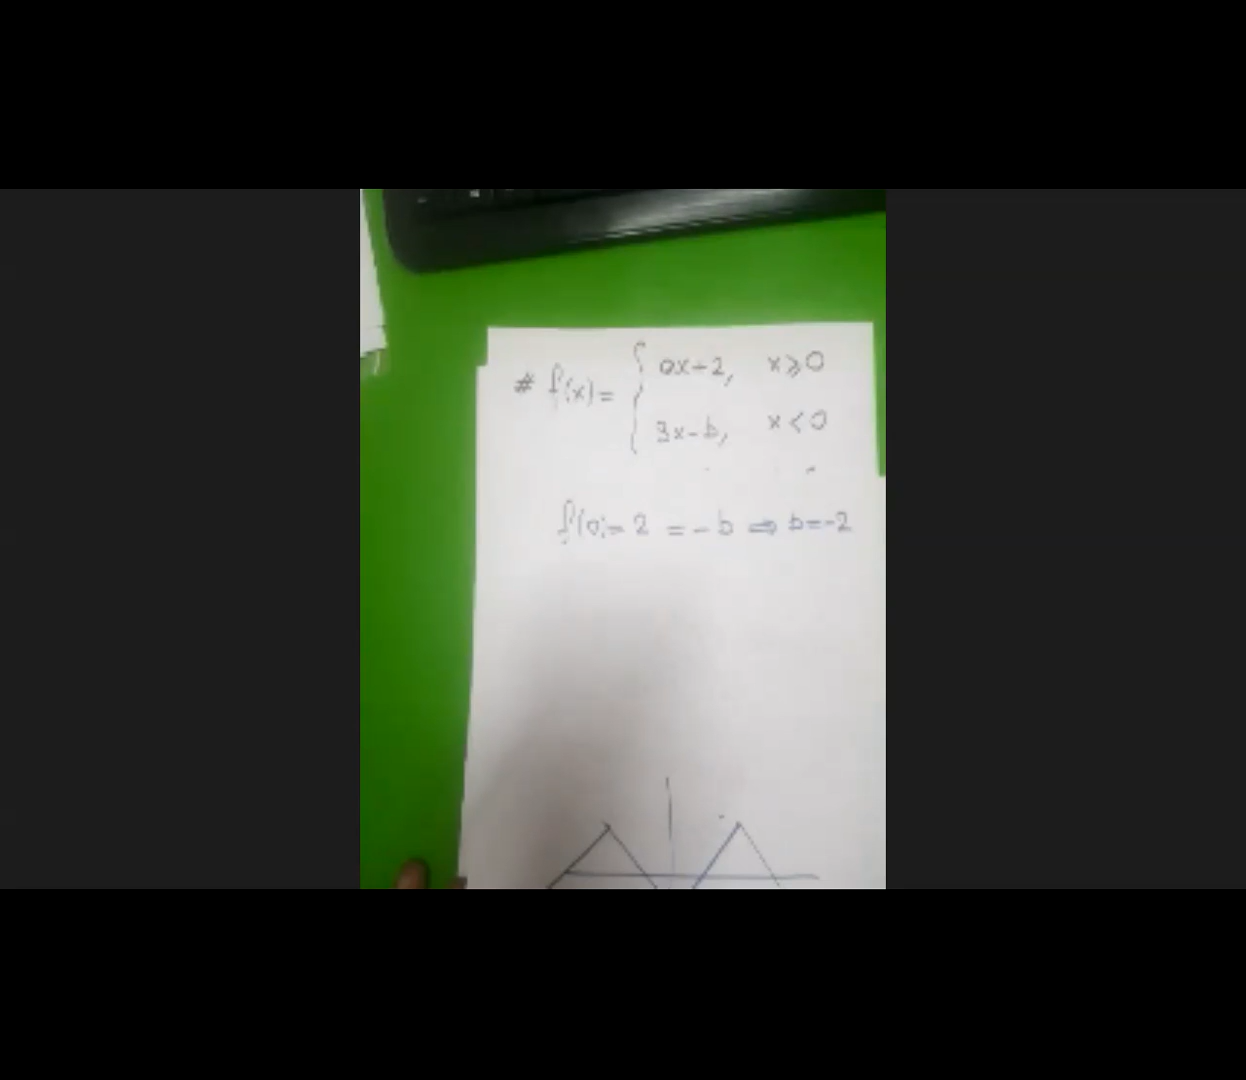 # f(x) = { ax+2, x⩾0
3x-b, x<0
f(0) = 2 = -b ⇒ b=-2